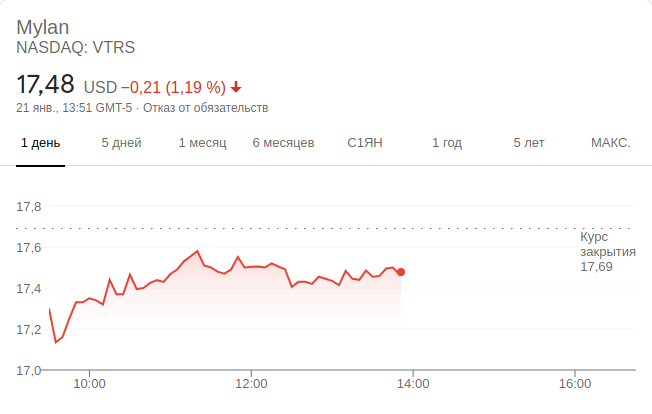 Mylan
NASDAQ: VTRS
17,48 USD −0,21 (1,19 %)
21 янв., 13:51 GMT-5 · Отказ от обязательств
1 день 5 дней 1 месяц 6 месяцев С1ЯН 1 год 5 лет МАКС.
17,8
Курс
17,6 закрытия
17,69
17,4
17,2
17,0
10:00 12:00 14:00 16:00